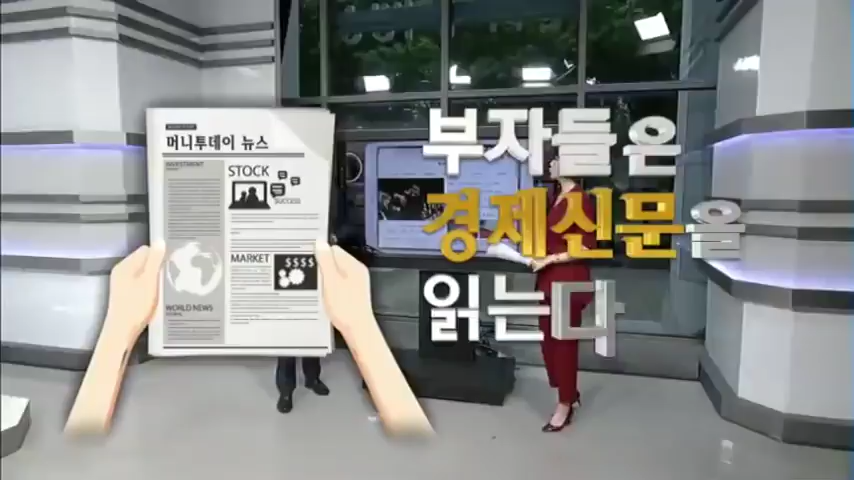 머니투데이 뉴스
INVESTMENT
STOCK
SUCCESS
MARKET
$$$$
WORLD NEWS
부자들은
경제신문을
읽는다